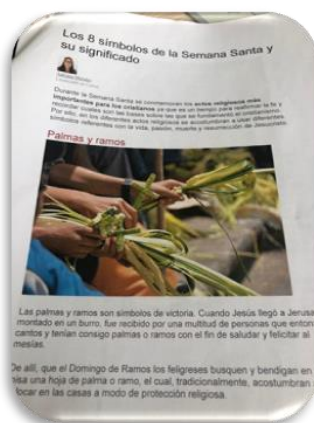 Los 8 símbolos de la Semana Santa y
su significado
Durante la Semana Santa se conmemoran los actos religiosos más
importantes para los cristianos ya que es un tiempo para reafirmar la fe y
recordar cuáles son las bases sobre las que se fundamentó el cristianismo.
Por ello, en los diferentes actos religiosos se acostumbran a usar diferentes
símbolos referentes con la vida, pasión, muerte y resurrección de Jesucristo.
Palmas y ramos
Las palmas y ramos son símbolos de victoria. Cuando Jesús llegó a Jerusa
montado en un burro, fue recibido por una multitud de personas que enton
cantos y tenían consigo palmas o ramos con el fin de saludar y felicitar al
mesías.
De allí, que el Domingo de Ramos los feligreses busquen y bendigan en
misa una hoja de palma o ramo, el cual, tradicionalmente, acostumbran
locar en las casas a modo de protección religiosa.